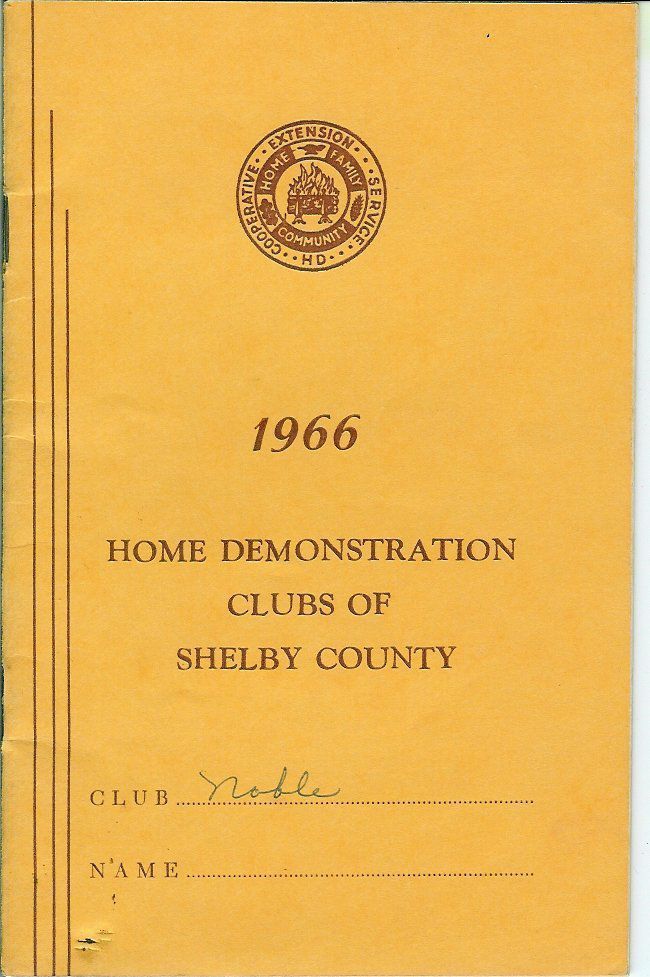 COOPERATIVE · · EXTENSION · · · SERVICE · · ·
HD · · ·
HOME FAMILY
COMMUNITY
1966
HOME DEMONSTRATION
CLUBS OF
SHELBY COUNTY
CLUB Noble
NAME